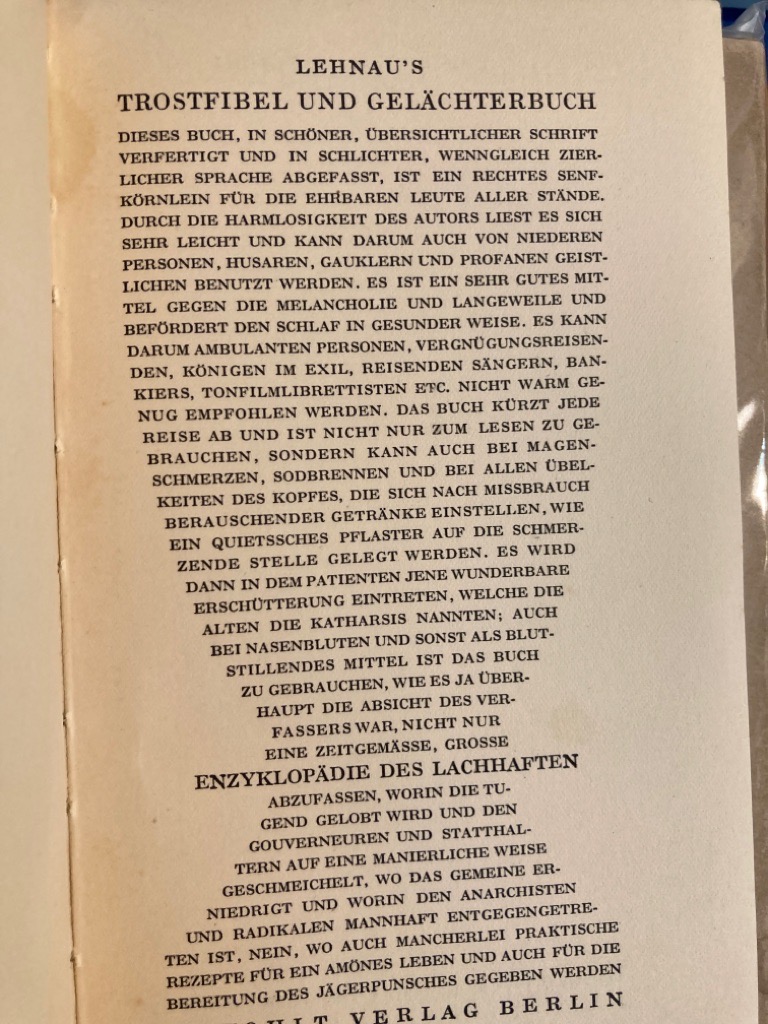 LEHNAU'S
TROSTFIBEL UND GELÄCHTERBUCH
DIESES BUCH, IN SCHÖNER, ÜBERSICHTLICHER SCHRIFT
VERFERTIGT UND IN SCHLICHTER, WENNGLEICH ZIER-
LICHER SPRACHE ABGEFASST, IST EIN RECHTES SENF-
KÖRNLEIN FÜR DIE EHRBAREN LEUTE ALLER STÄNDE.
DURCH DIE HARMLOSIGKEIT DES AUTORS LIEST ES SICH
SEHR LEICHT UND KANN DARUM AUCH VON NIEDEREN
PERSONEN, HUSAREN, GAUKLERN UND PROFANEN GEIST-
LICHEN BENUTZT WERDEN. ES IST EIN SEHR GUTES MIT-
TEL GEGEN DIE MELANCHOLIE UND LANGEWEILE UND
BEFÖRDERT DEN SCHLAF IN GESUNDER WEISE. ES KANN
DARUM AMBULANTEN PERSONEN, VERGNÜGUNGSREISEN-
DEN, KÖNIGEN IM EXIL, REISENDEN SÄNGERN, BAN-
KIERS, TONFILMLIBRETTISTEN ETC. NICHT WARM GE-
NUG EMPFOHLEN WERDEN. DAS BUCH KÜRZT JEDE
REISE AB UND IST NICHT NUR ZUM LESEN ZU GE-
BRAUCHEN, SONDERN KANN AUCH BEI MAGEN-
SCHMERZEN, SODBRENNEN UND BEI ALLEN ÜBEL-
KEITEN DES KOPFES, DIE SICH NACH MISSBRAUCH
BERAUSCHENDER GETRÄNKE EINSTELLEN, WIE
EIN QUIETSSCHES PFLASTER AUF DIE SCHMER-
ZENDE STELLE GELEGT WERDEN. ES WIRD
DANN IN DEM PATIENTEN JENE WUNDERBARE
ERSCHÜTTERUNG EINTRETEN, WELCHE DIE
ALTEN DIE KATHARSIS NANNTEN; AUCH
BEI NASENBLUTEN UND SONST ALS BLUT-
STILLENDES MITTEL IST DAS BUCH
ZU GEBRAUCHEN, WIE ES JA ÜBER-
HAUPT DIE ABSICHT DES VER-
FASSERS WAR, NICHT NUR
EINE ZEITGEMÄSSE, GROSSE
ENZYKLOPÄDIE DES LACHHAFTEN
ABZUFASSEN, WORIN DIE TU-
GEND GELOBT WIRD UND DEN
GOUVERNEUREN UND STATTHAL-
TERN AUF EINE MANIERLICHE WEISE
GESCHMEICHELT, WO DAS GEMEINE ER-
NIEDRIGT UND WORIN DEN ANARCHISTEN
UND RADIKALEN MANNHAFT ENTGEGENGETRE-
TEN IST, NEIN, WO AUCH MANCHERLEI PRAKTISCHE
REZEPTE FÜR EIN AMÖNES LEBEN UND AUCH FÜR DIE
BEREITUNG DES JÄGERPUNSCHES GEGEBEN WERDEN
VERLAG BERLIN